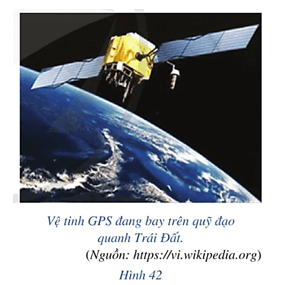 Vệ tinh GPS đang bay trên quỹ đạo
quanh Trái Đất.
(Nguồn: https://vi.wikipedia.org)
Hình 42